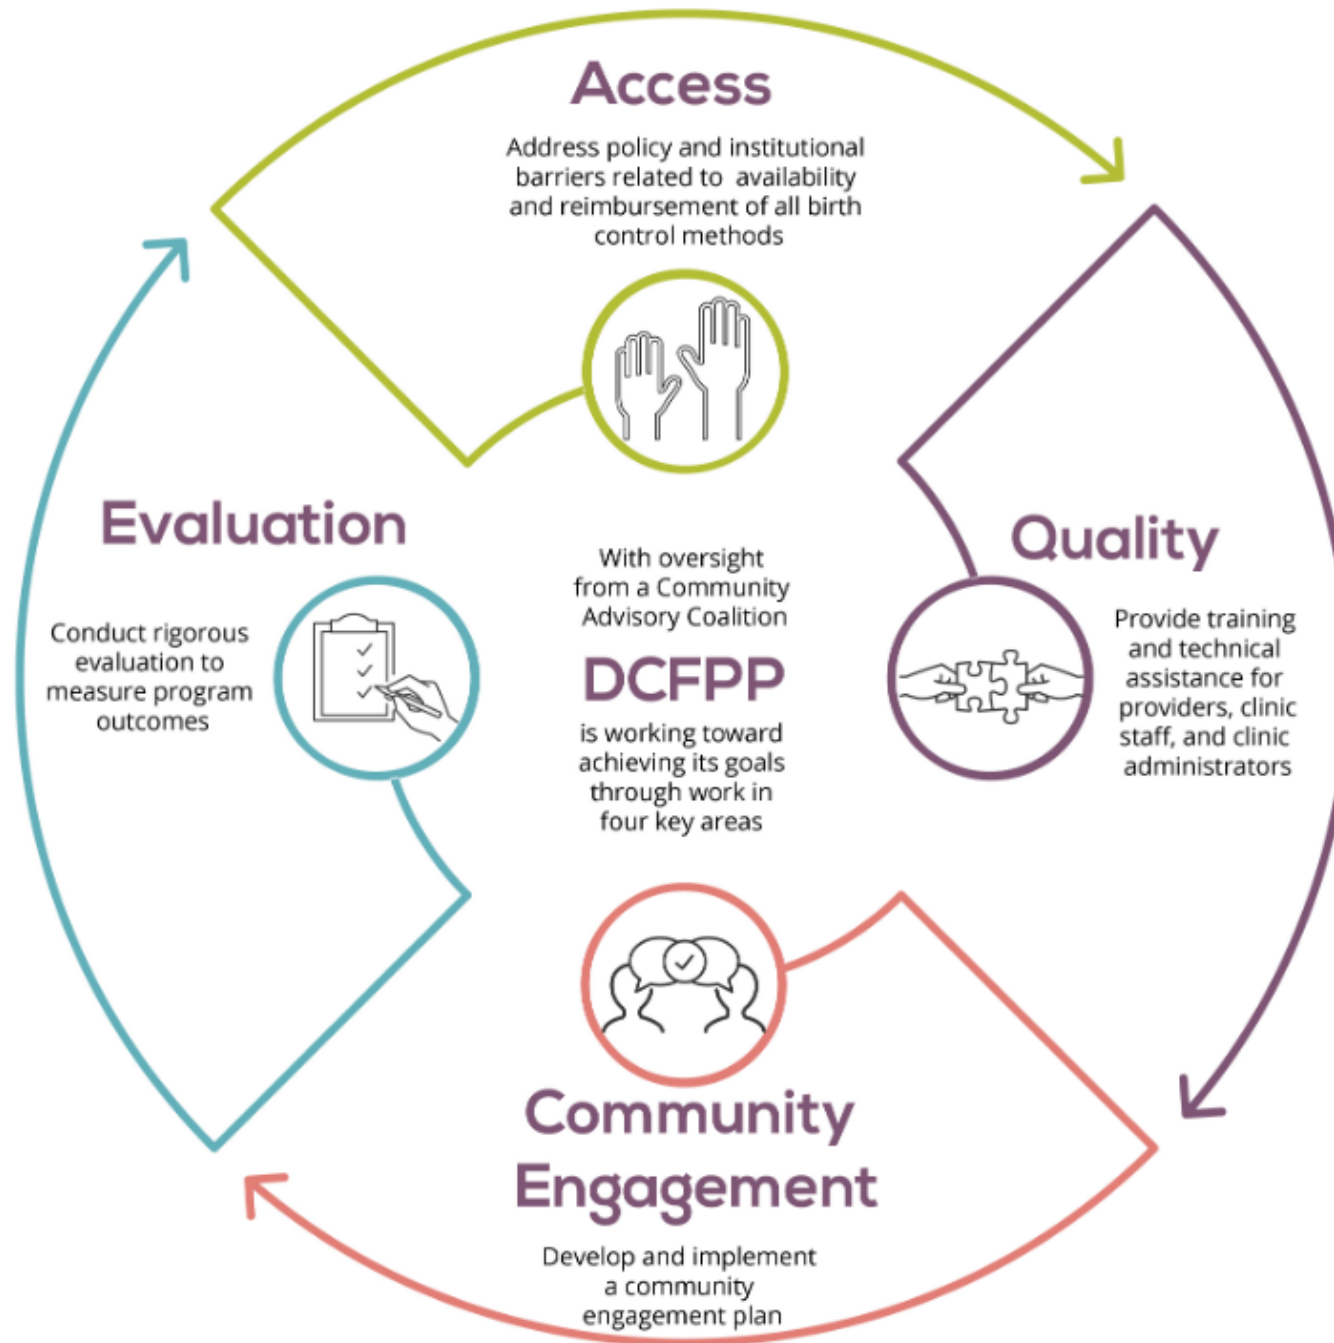 Access
Address policy and institutional
barriers related to availability
and reimbursement of all birth
control methods
Evaluation
Conduct rigorous
evaluation to
measure program
outcomes
With oversight
from a Community
Advisory Coalition
DCFPP
is working toward
achieving its goals
through work in
four key areas
Quality
Provide training
and technical
assistance for
providers, clinic
staff, and clinic
administrators
Community
Engagement
Develop and implement
a community
engagement plan